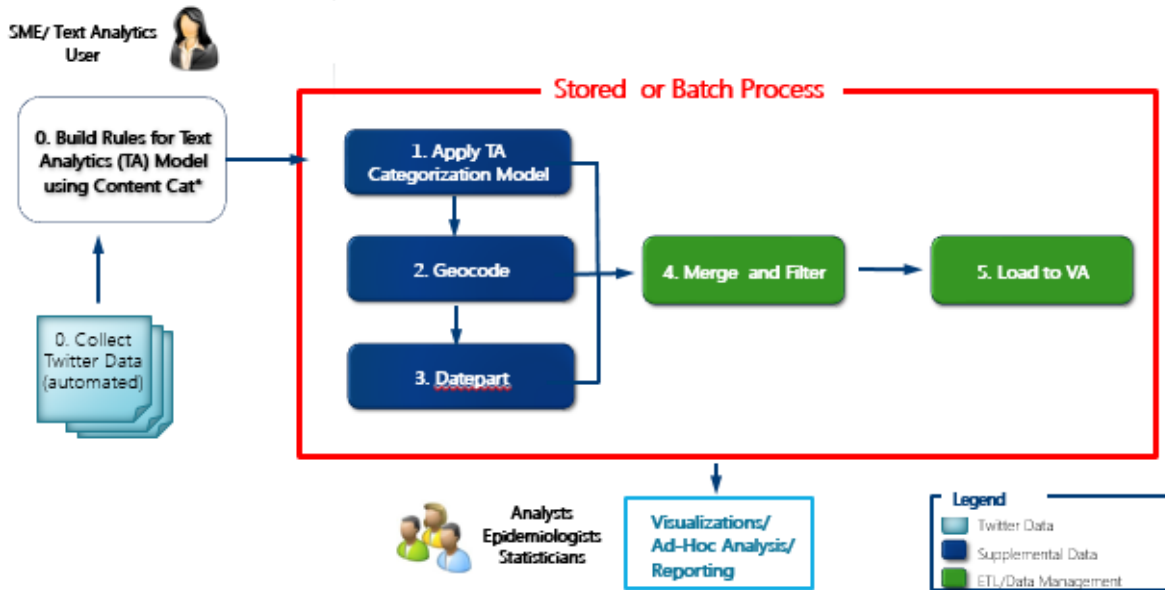 SME/ Text Analytics
User
Stored or Batch Process
0. Build Rules for Text
Analytics (TA) Model
using Content Cat*
1. Apply TA
Categorization Model
2. Geocode
4. Merge and Filter
5. Load to VA
0. Collect
Twitter Data
(automated)
3. Datepart
Analysts
Epidemiologists
Statisticians
Visualizations/
Ad-Hoc Analysis/
Reporting
Legend
Twitter Data
Supplemental Data
ETL/Data Management